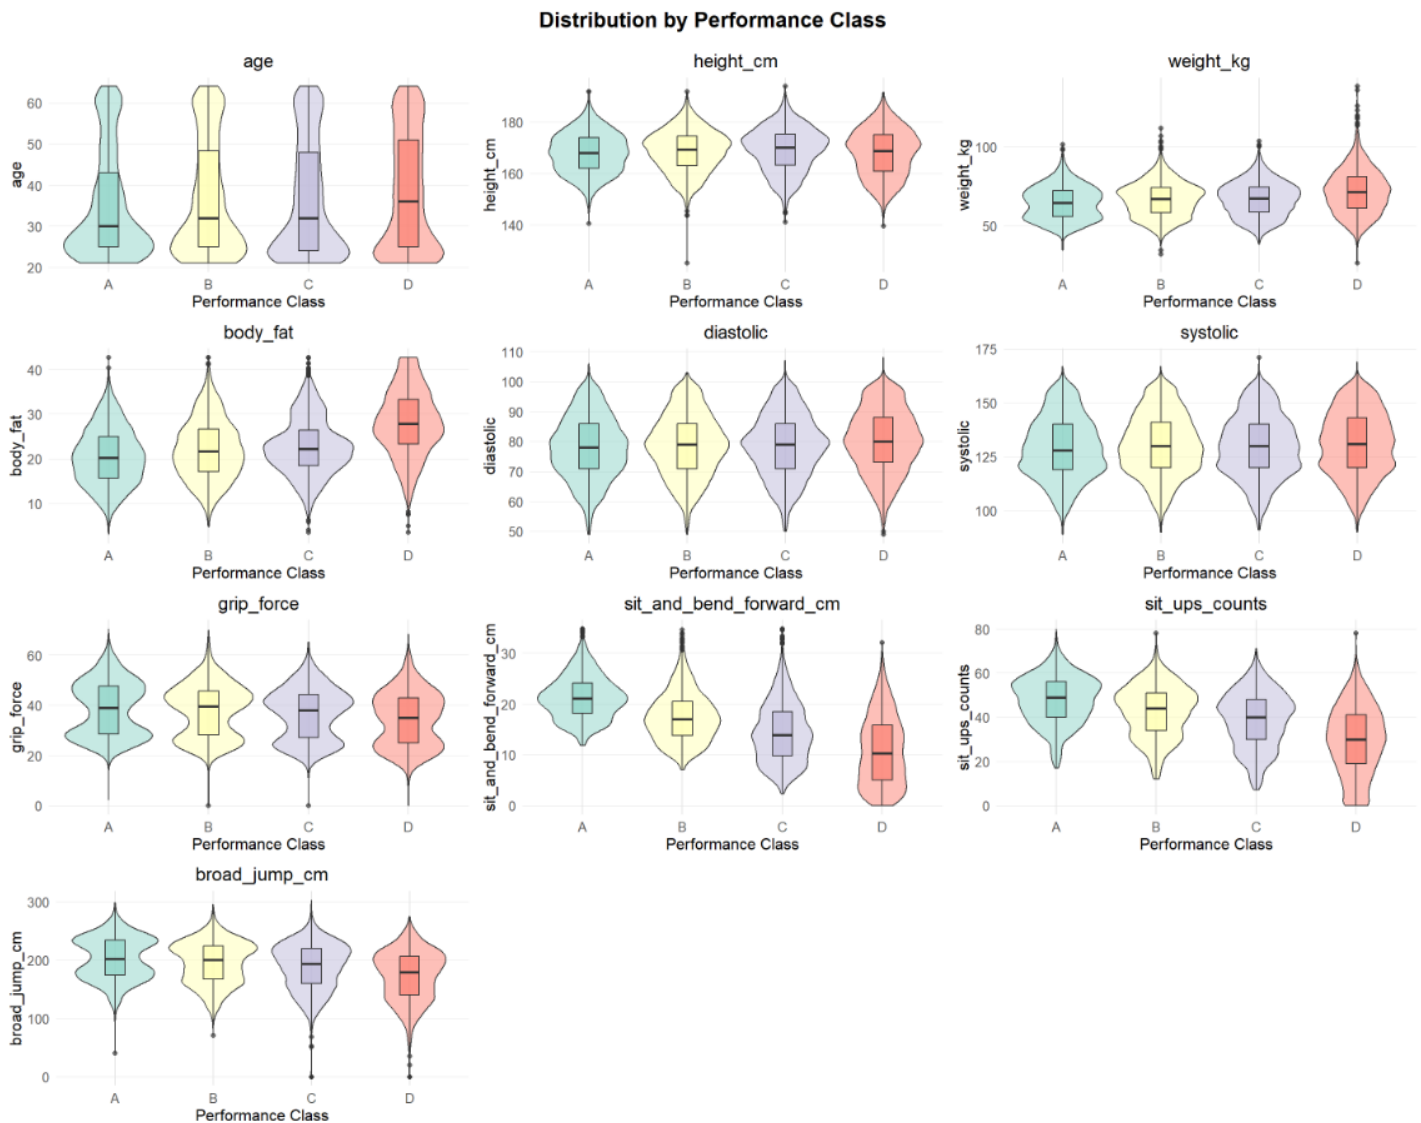 Distribution by Performance Class
age
age
60
50
40
30
20
A B C D
Performance Class
height_cm
height_cm
180
160
140
A B C D
Performance Class
weight_kg
weight_kg
100
50
A B C D
Performance Class
body_fat
body_fat
40
30
20
10
A B C D
Performance Class
diastolic
diastolic
110
100
90
80
70
60
50
A B C D
Performance Class
systolic
systolic
175
150
125
100
A B C D
Performance Class
grip_force
grip_force
60
40
20
0
A B C D
Performance Class
sit_and_bend_forward_cm
sit_and_bend_forward_cm
30
20
10
0
A B C D
Performance Class
sit_ups_counts
sit_ups_counts
80
60
40
20
0
A B C D
Performance Class
broad_jump_cm
broad_jump_cm
300
200
100
0
A B C D
Performance Class